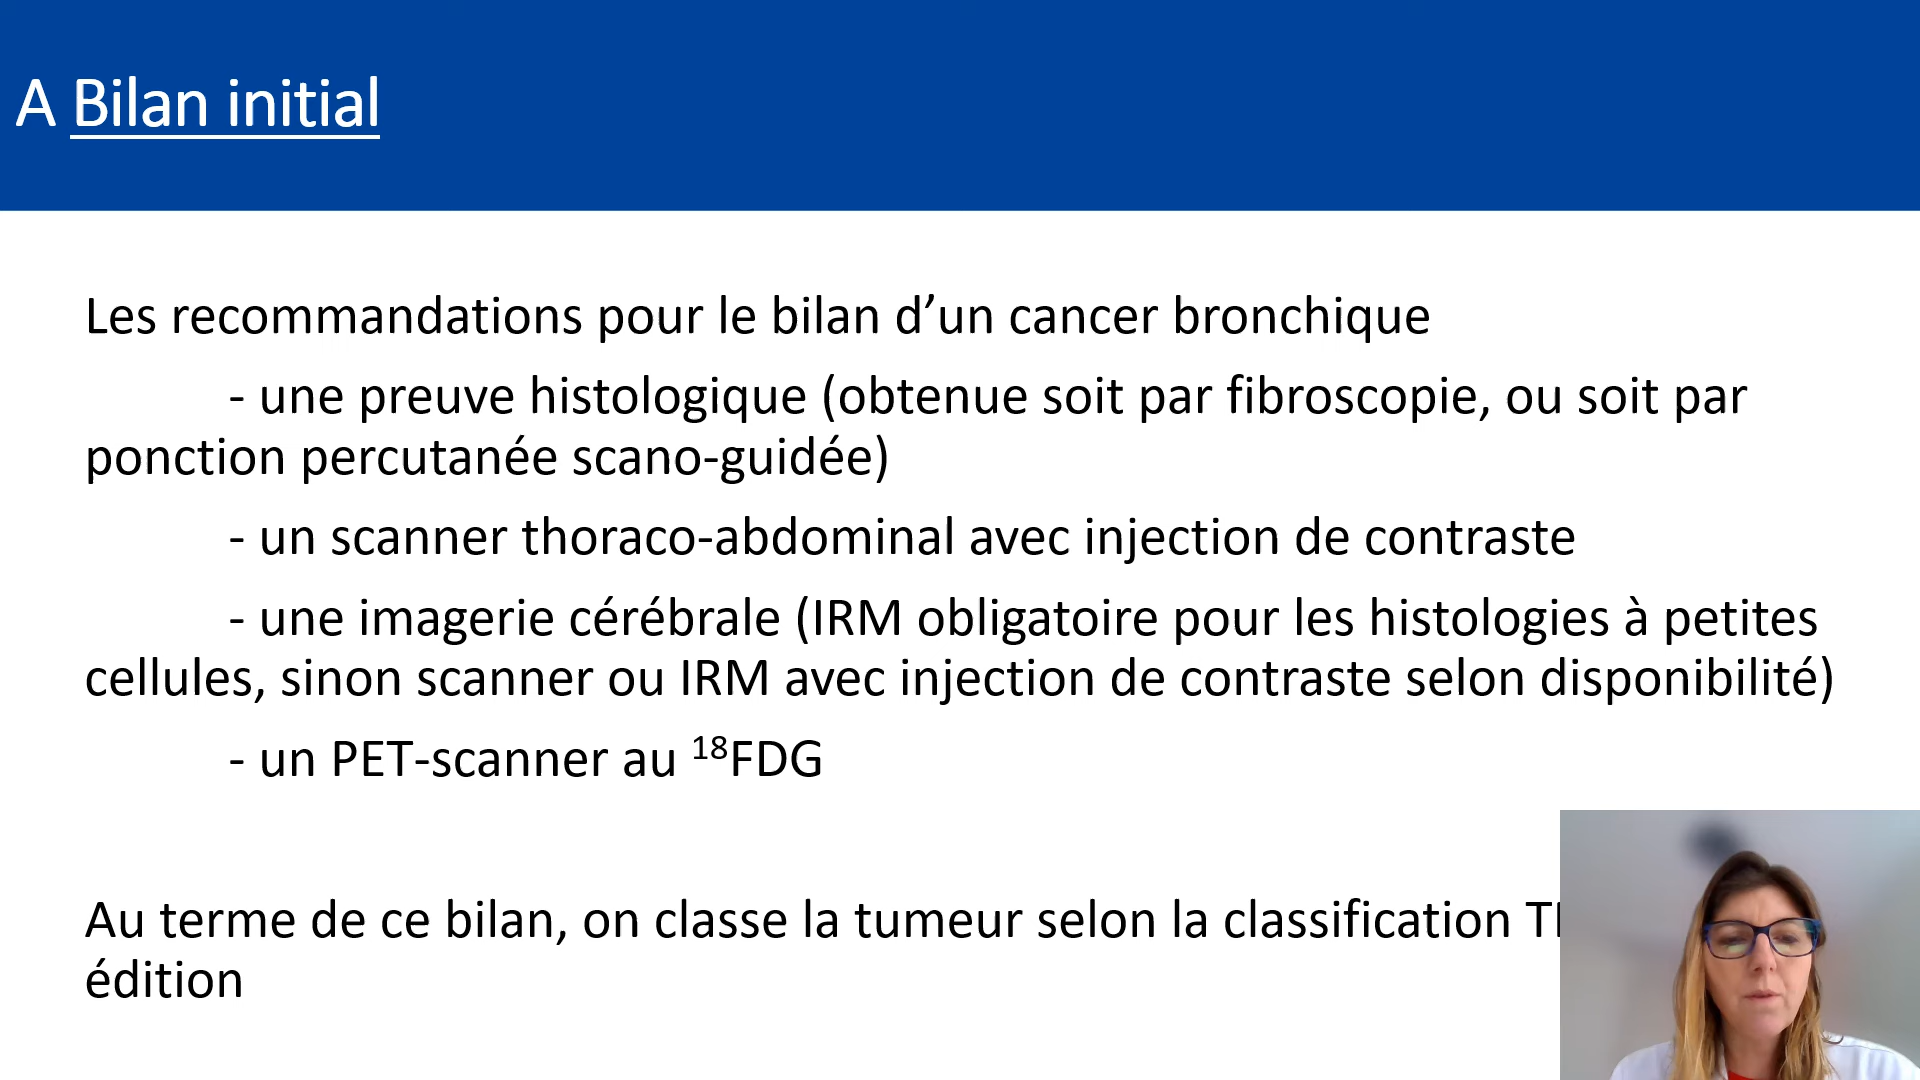 A Bilan initial
Les recommandations pour le bilan d’un cancer bronchique
- une preuve histologique (obtenue soit par fibroscopie, ou soit par
ponction percutanée scano-guidée)
- un scanner thoraco-abdominal avec injection de contraste
- une imagerie cérébrale (IRM obligatoire pour les histologies à petites
cellules, sinon scanner ou IRM avec injection de contraste selon disponibilité)
- un PET-scanner au ¹⁸FDG
Au terme de ce bilan, on classe la tumeur selon la classification
édition